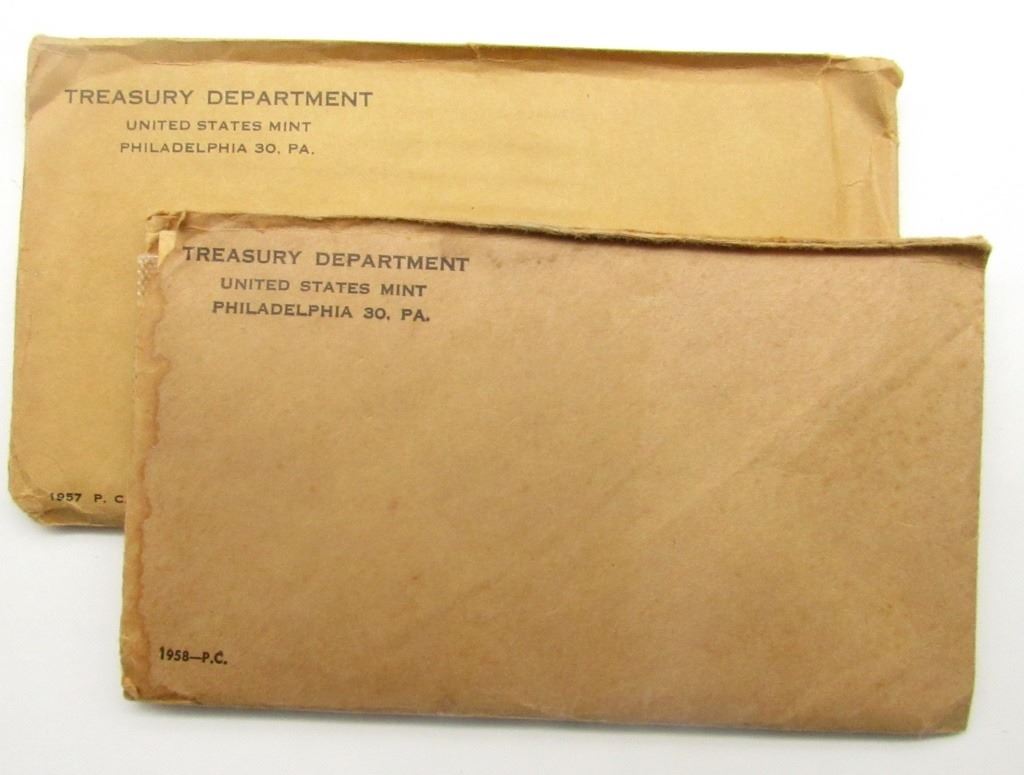 TREASURY DEPARTMENT
UNITED STATES MINT
PHILADELPHIA 30, PA.
1957 P. C.
TREASURY DEPARTMENT
UNITED STATES MINT
PHILADELPHIA 30, PA.
1958—P.C.